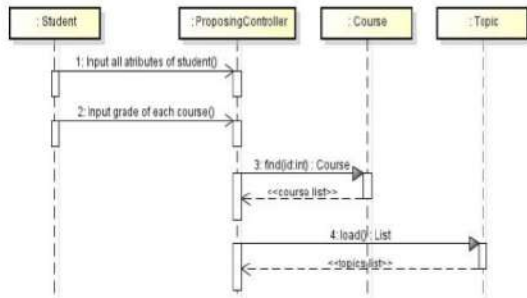 : Student
: ProposingController
: Course
: Topic
1: Input all atributes of student()
2: Input grade of each course()
3: find(id:int) : Course
<<course list>>
4: load() : List
<<topics list>>